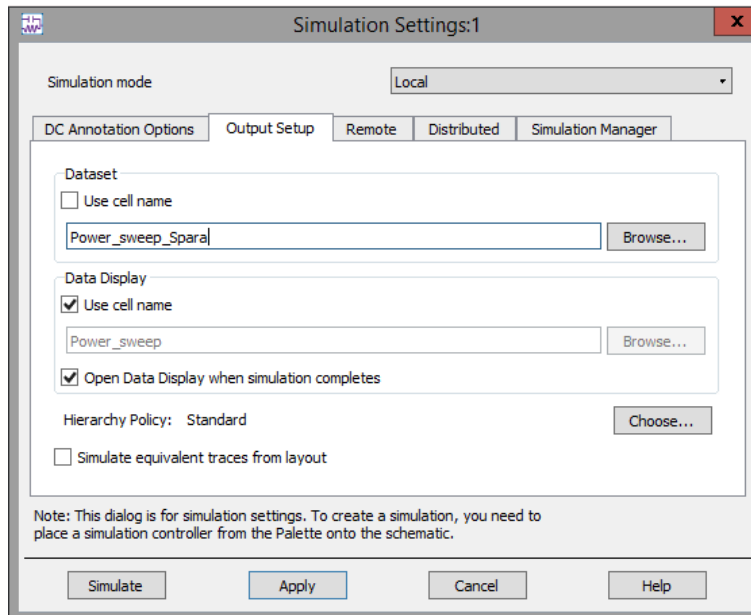 Simulation Settings:1
x
Simulation mode
Local
DC Annotation Options
Output Setup
Remote
Distributed
Simulation Manager
Dataset
Use cell name
Power_sweep_Spara
Browse...
Data Display
Use cell name
Power_sweep
Browse...
Open Data Display when simulation completes
Hierarchy Policy: Standard
Choose...
Simulate equivalent traces from layout
Note: This dialog is for simulation settings. To create a simulation, you need to
place a simulation controller from the Palette onto the schematic.
Simulate
Apply
Cancel
Help